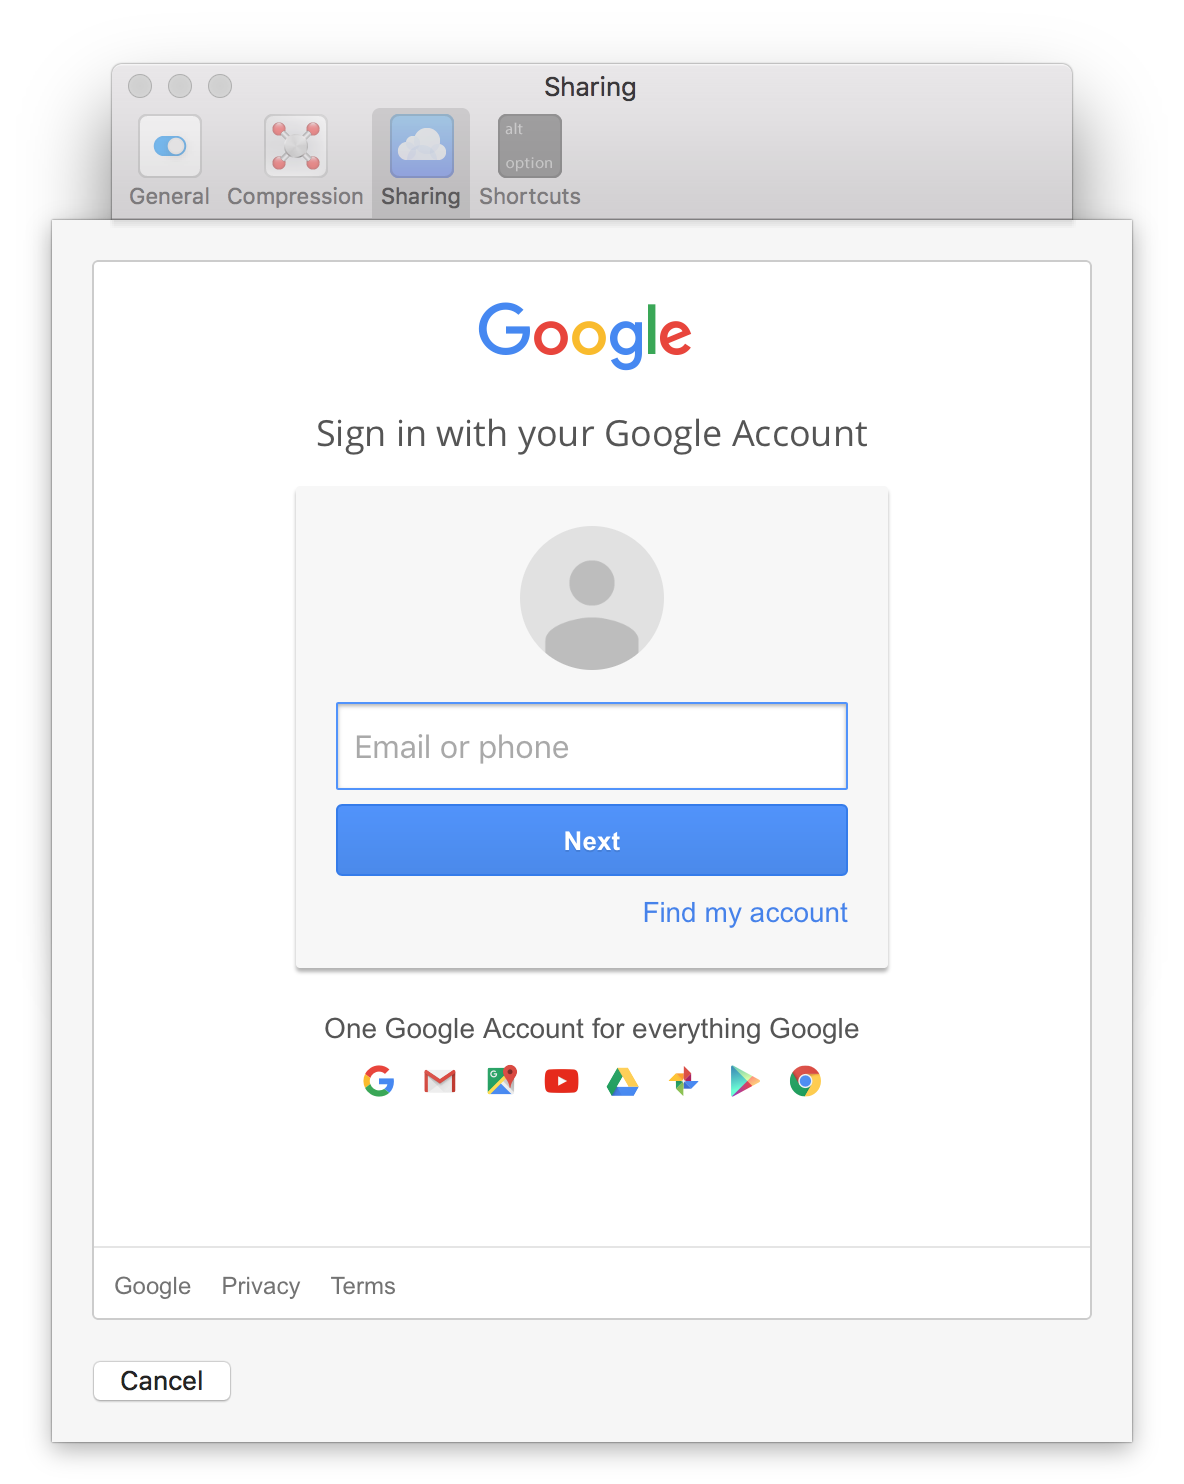 Sharing
alt
option
General Compression Sharing Shortcuts
Google
Sign in with your Google Account
Email or phone
Next
Find my account
One Google Account for everything Google
G
G
Google Privacy Terms
Cancel